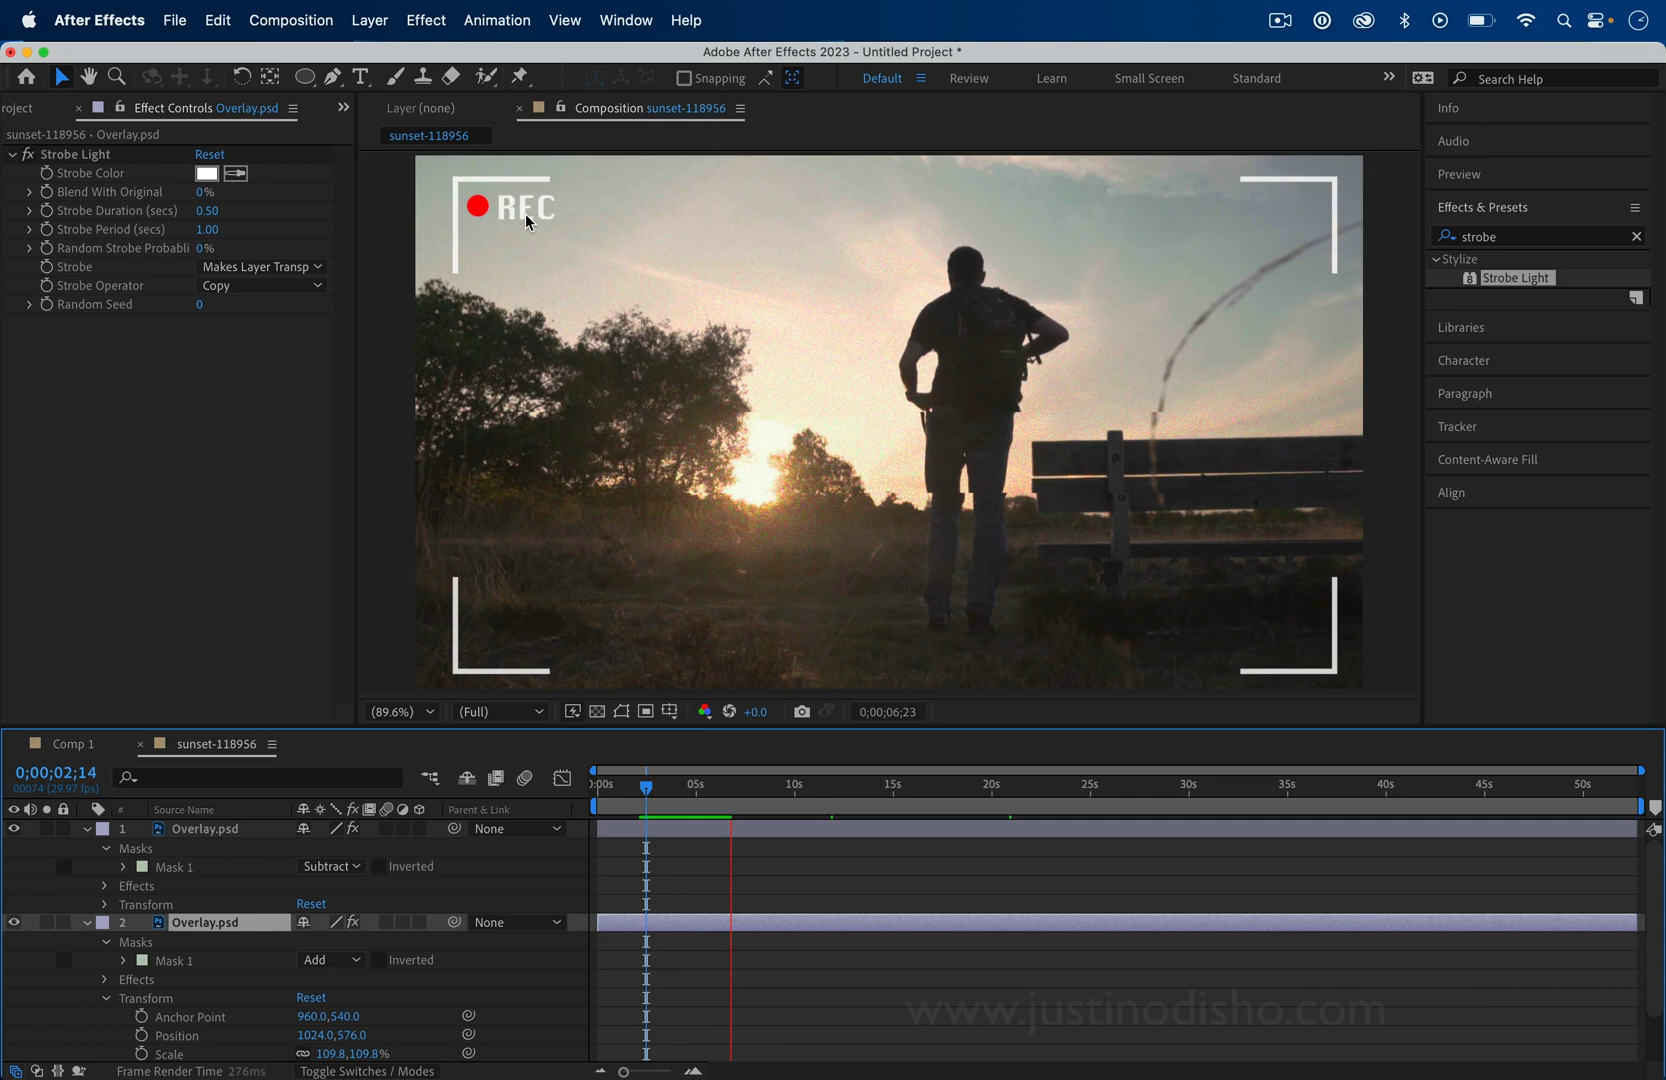 After Effects File Edit Composition Layer Effect Animation View Window Help
Adobe After Effects 2023 - Untitled Project *
Snapping Default Review Learn Small Screen Standard Search Help
roject × Effect Controls Overlay.psd Layer (none) × Composition sunset-118956 Info
sunset-118956 • Overlay.psd sunset-118956
Audio
fx Strobe Light Reset
Strobe Color
Preview
Blend With Original 0%
Strobe Duration (secs) 0.50
Effects & Presets
Strobe Period (secs) 1.00
strobe
Random Strobe Probabili 0%
Stylize
Strobe Makes Layer Transp
Strobe Light
Strobe Operator Copy
Random Seed 0
REC
Libraries
Character
Paragraph
Tracker
Content-Aware Fill
Align
(89.6%) (Full) +0.0 0;00;06;23
Comp 1 × sunset-118956
0;00;02;14
00074 (29.97 fps)
0:00s 05s 10s 15s 20s 25s 30s 35s 40s 45s 50s
# Source Name fx Parent & Link
1 Ps Overlay.psd fx None
Masks
Mask 1 Subtract Inverted
Effects
Transform Reset
2 Ps Overlay.psd fx None
Masks
Mask 1 Add Inverted
Effects
Transform Reset
Anchor Point 960.0,540.0
Position 1024.0,576.0
Scale 109.8,109.8%
www.justinodisho.com
Frame Render Time 276ms Toggle Switches / Modes